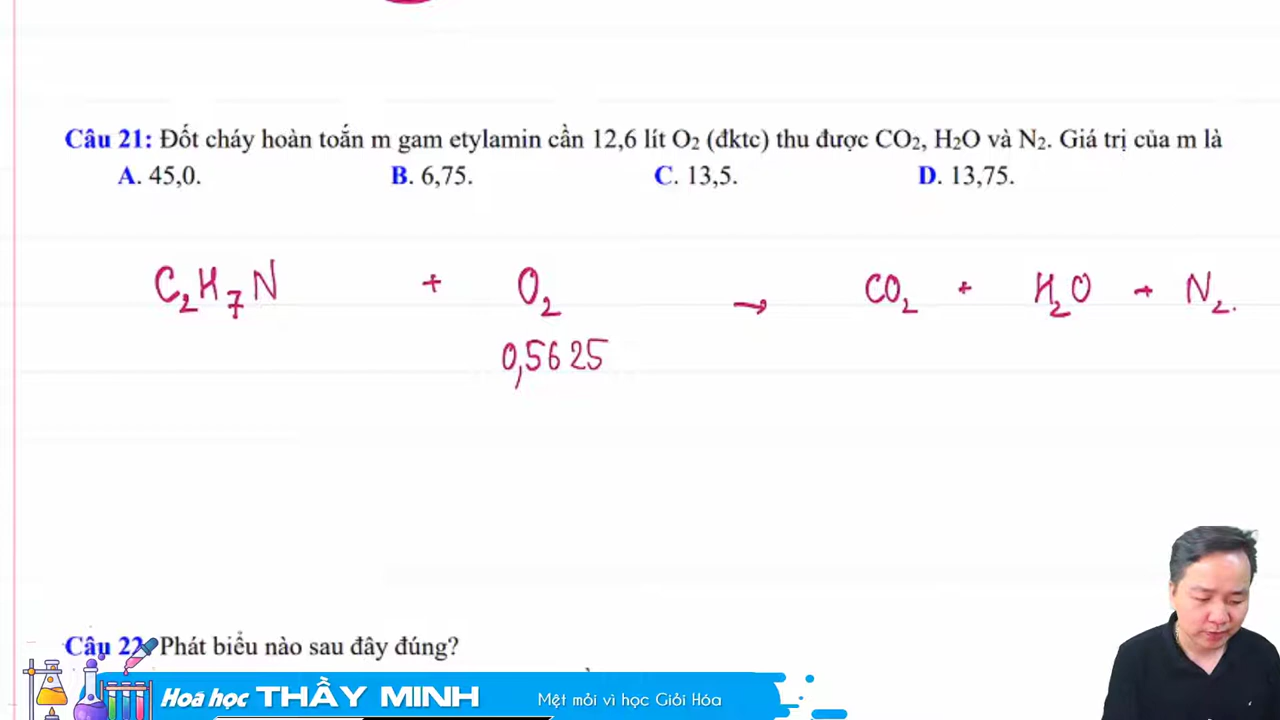 Câu 21: Đốt cháy hoàn toắn m gam etylamin cần 12,6 lít O₂ (đktc) thu được CO₂, H₂O và N₂. Giá trị của m là
A. 45,0. B. 6,75. C. 13,5. D. 13,75.
C₂H₇N + O₂ → CO₂ + H₂O + N₂.
0,5625
Câu 22: Phát biểu nào sau đây đúng?
Hoá học THẦY MINH Mệt mỏi vì học Giỏi Hóa